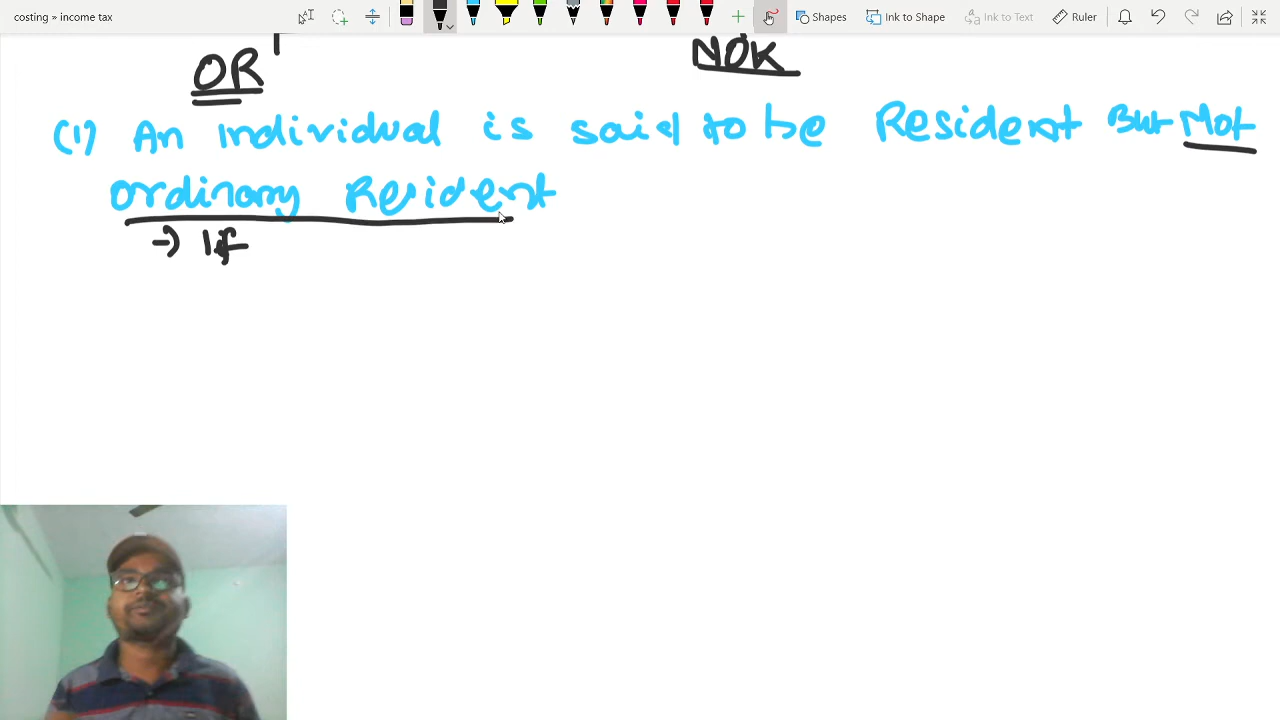 costing » income tax
Shapes
Ink to Shape
Ink to Text
Ruler
OR
NOR
(1) An individual is said to be Resident But Not
ordinary Resident
→ If